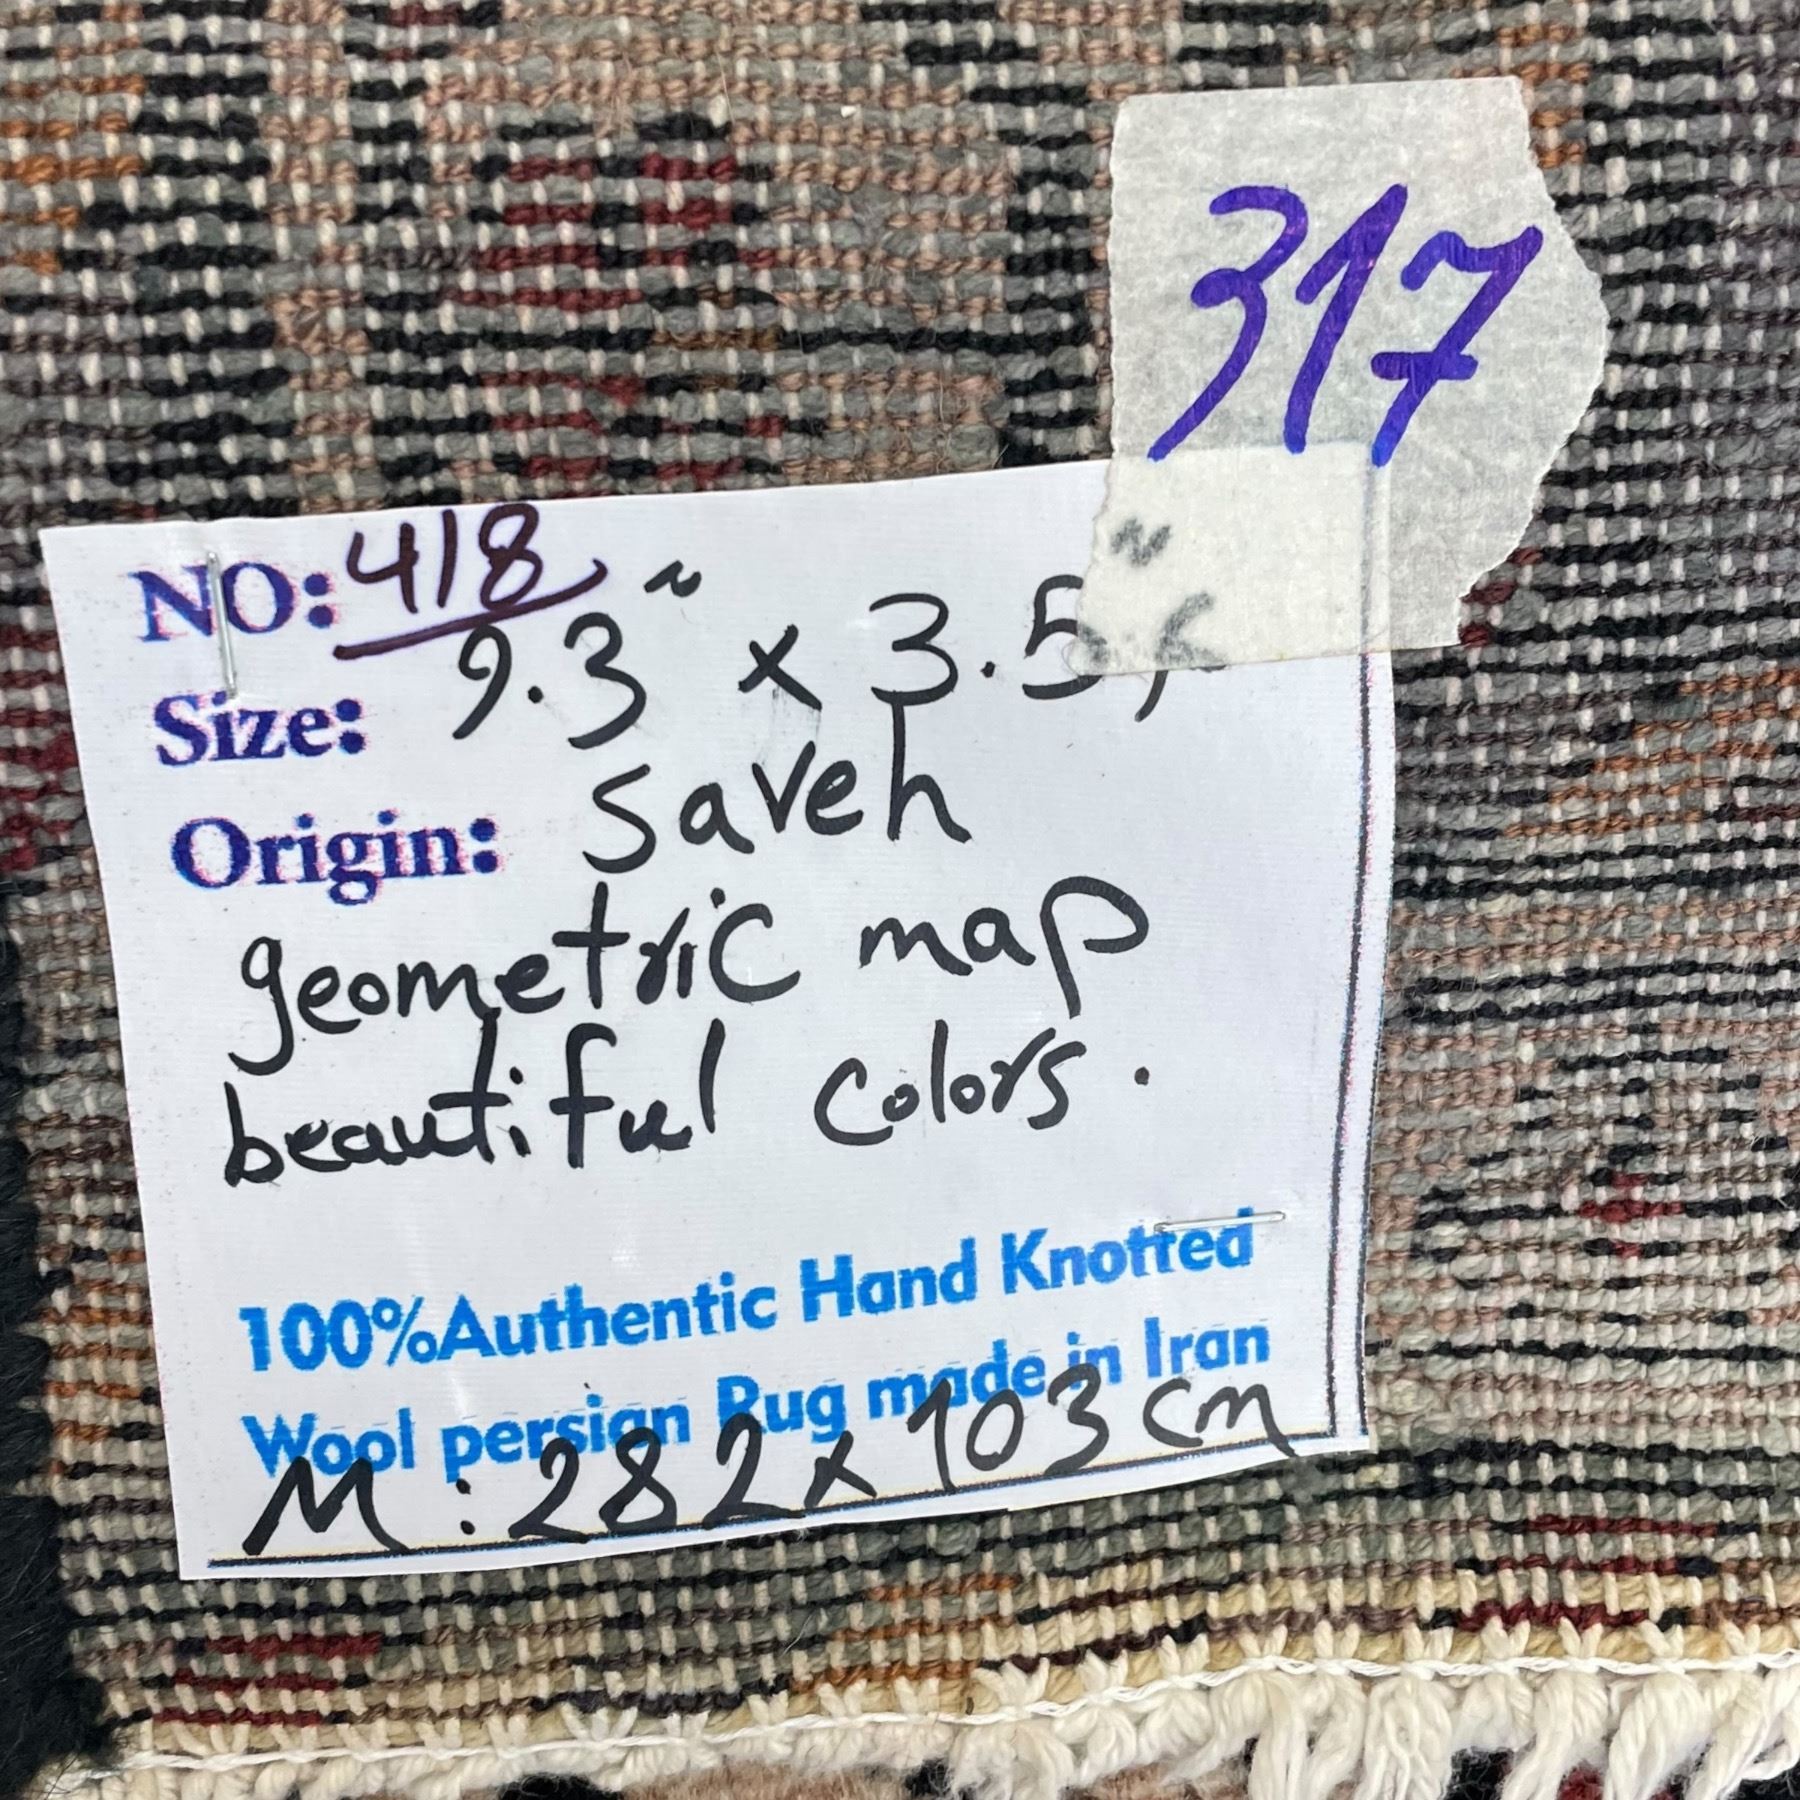 317
NO: 418
Size: 9.3" x 3.5
Origin: Saveh
geometric map
beautiful colors.
100%Authentic Hand Knotted
Wool persian Rug made in Iran
M: 282 x 103 cm